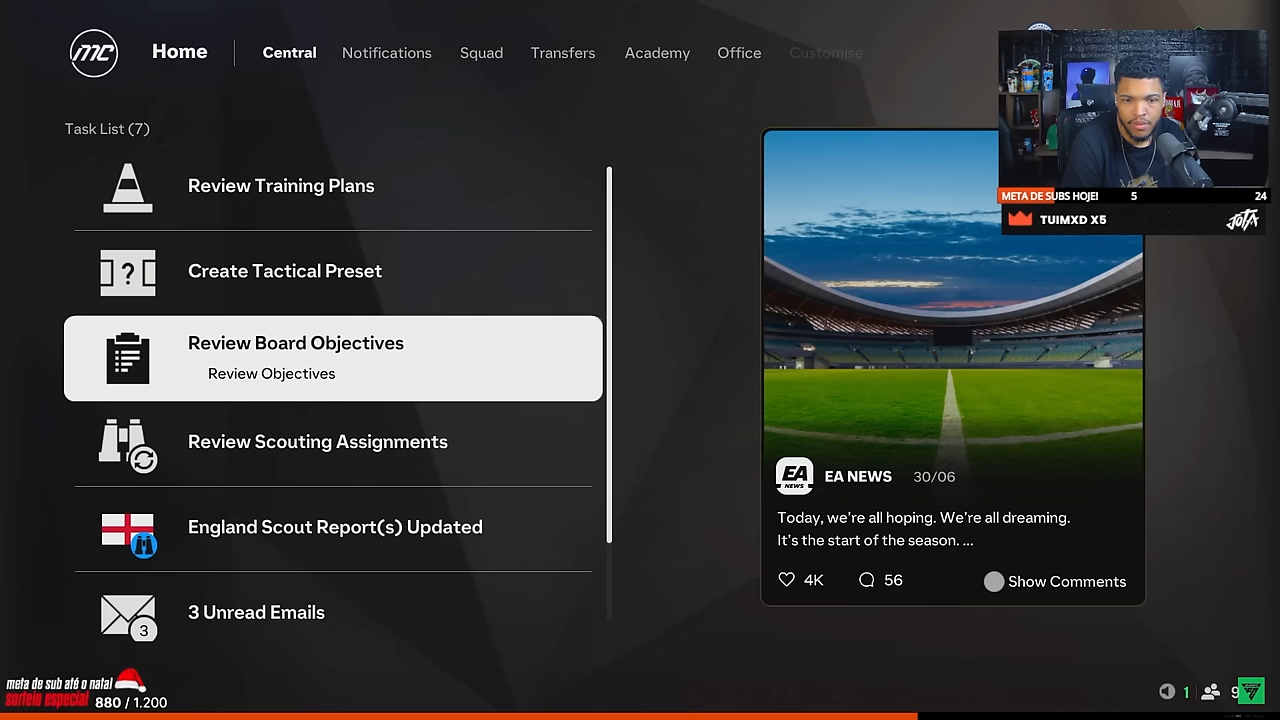 MC
Home
Central
Notifications
Squad
Transfers
Academy
Office
Customise
Task List (7)
Review Training Plans
Create Tactical Preset
?
Review Board Objectives
Review Objectives
Review Scouting Assignments
England Scout Report(s) Updated
3 Unread Emails
3
META DE SUBS HOJE!
5
24
TUIMXD X5
JOTA
EA
NEWS
EA NEWS
30/06
Today, we're all hoping. We're all dreaming.
It's the start of the season. ...
4K
56
Show Comments
meta de sub até o natal
sorteio especial
880 / 1.200
1
9